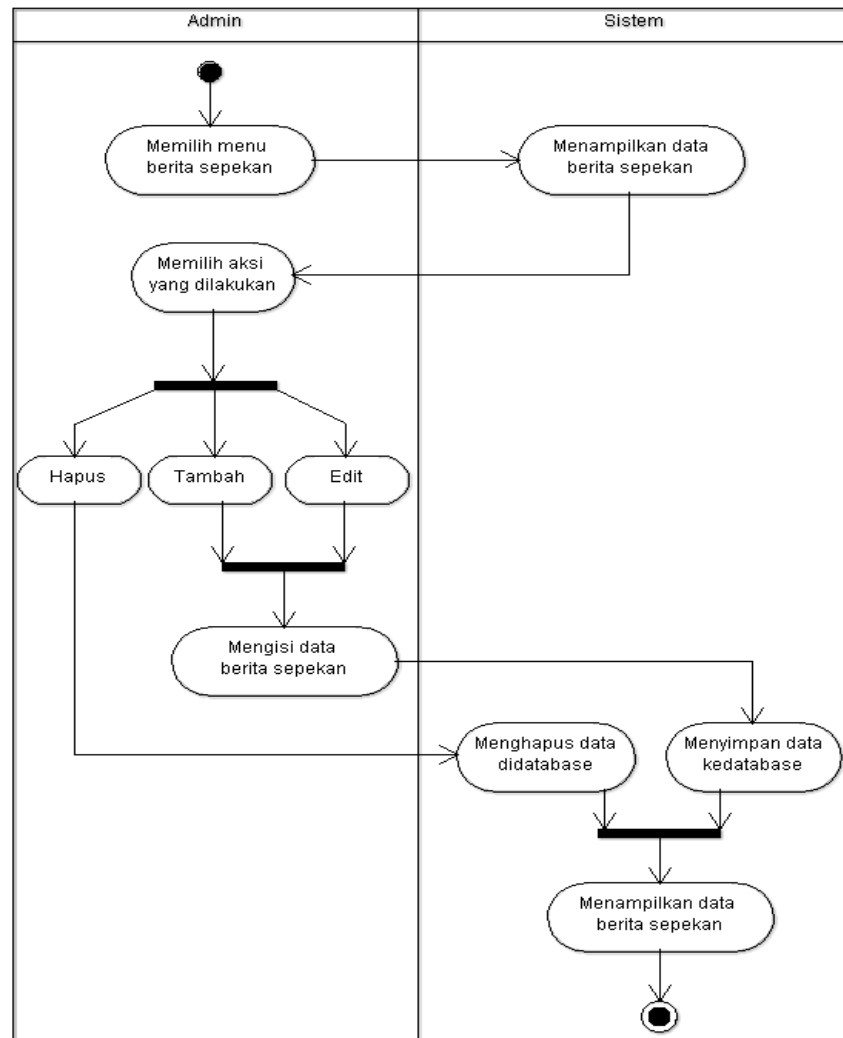 Admin
Sistem
Memilih menu
berita sepekan
Menampilkan data
berita sepekan
Memilih aksi
yang dilakukan
Hapus
Tambah
Edit
Mengisi data
berita sepekan
Menghapus data
didatabase
Menyimpan data
kedatabase
Menampilkan data
berita sepekan